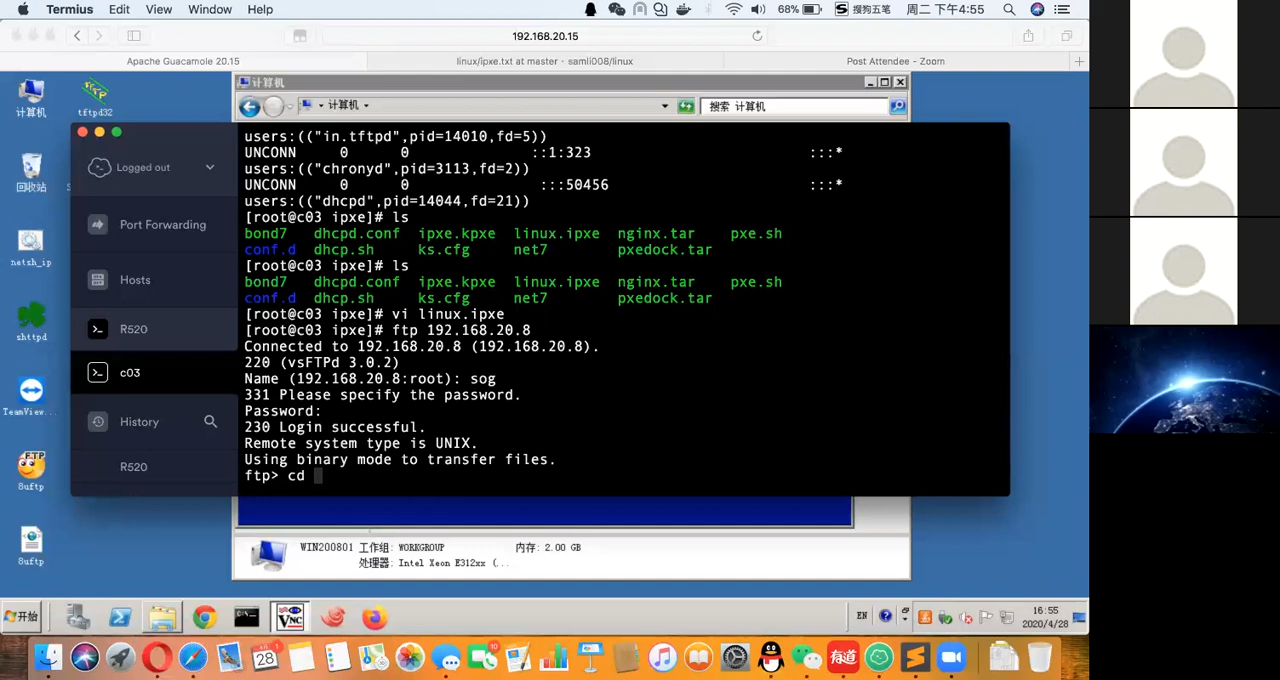 Termius Edit View Window Help 68% 搜狗五笔 周二 下午4:55
192.168.20.15
Apache Guacamole 20.15 linux/ipxe.txt at master - samli008/linux Post Attendee - Zoom
计算机
tftpd32
回收站
netsh_ip
shttpd
TeamView...
8uftp
8uftp
计算机
计算机
搜索 计算机
Logged out
Port Forwarding
Hosts
R520
c03
History
R520
users:(("in.tftpd",pid=14010,fd=5))
UNCONN 0 0 ::1:323 :::*
users:(("chronyd",pid=3113,fd=2))
UNCONN 0 0 :::50456 :::*
users:(("dhcpd",pid=14044,fd=21))
[root@c03 ipxe]# ls
bond7 dhcpd.conf ipxe.kpxe linux.ipxe nginx.tar pxe.sh
conf.d dhcp.sh ks.cfg net7 pxedock.tar
[root@c03 ipxe]# ls
bond7 dhcpd.conf ipxe.kpxe linux.ipxe nginx.tar pxe.sh
conf.d dhcp.sh ks.cfg net7 pxedock.tar
[root@c03 ipxe]# vi linux.ipxe
[root@c03 ipxe]# ftp 192.168.20.8
Connected to 192.168.20.8 (192.168.20.8).
220 (vsFTPd 3.0.2)
Name (192.168.20.8:root): sog
331 Please specify the password.
Password:
230 Login successful.
Remote system type is UNIX.
Using binary mode to transfer files.
ftp> cd
WIN200801 工作组: WORKGROUP 内存: 2.00 GB
处理器: Intel Xeon E312xx (...
开始
VNC
EN
16:55
2020/4/28
28
10
有道